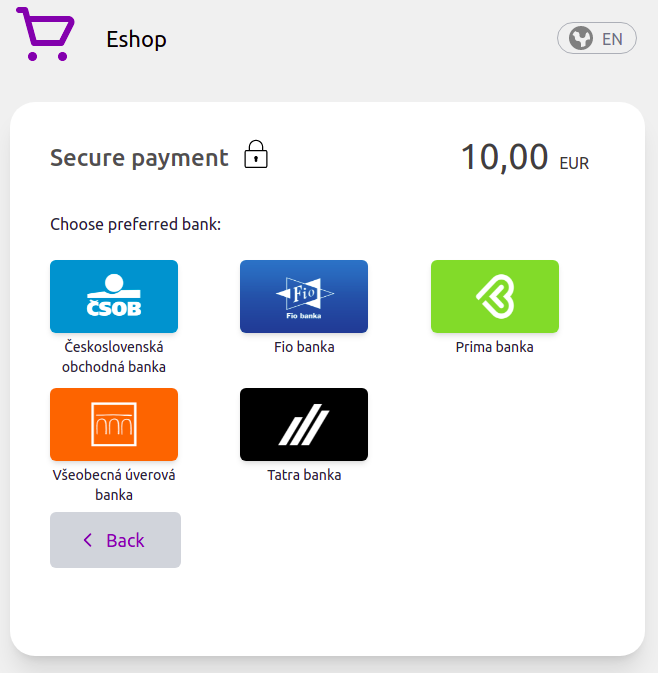 Eshop
EN
Secure payment
10,00 EUR
Choose preferred bank:
ČSOB
Fio
Fio banka
Československá
obchodná banka
Fio banka
Prima banka
Všeobecná úverová
banka
Tatra banka
Back